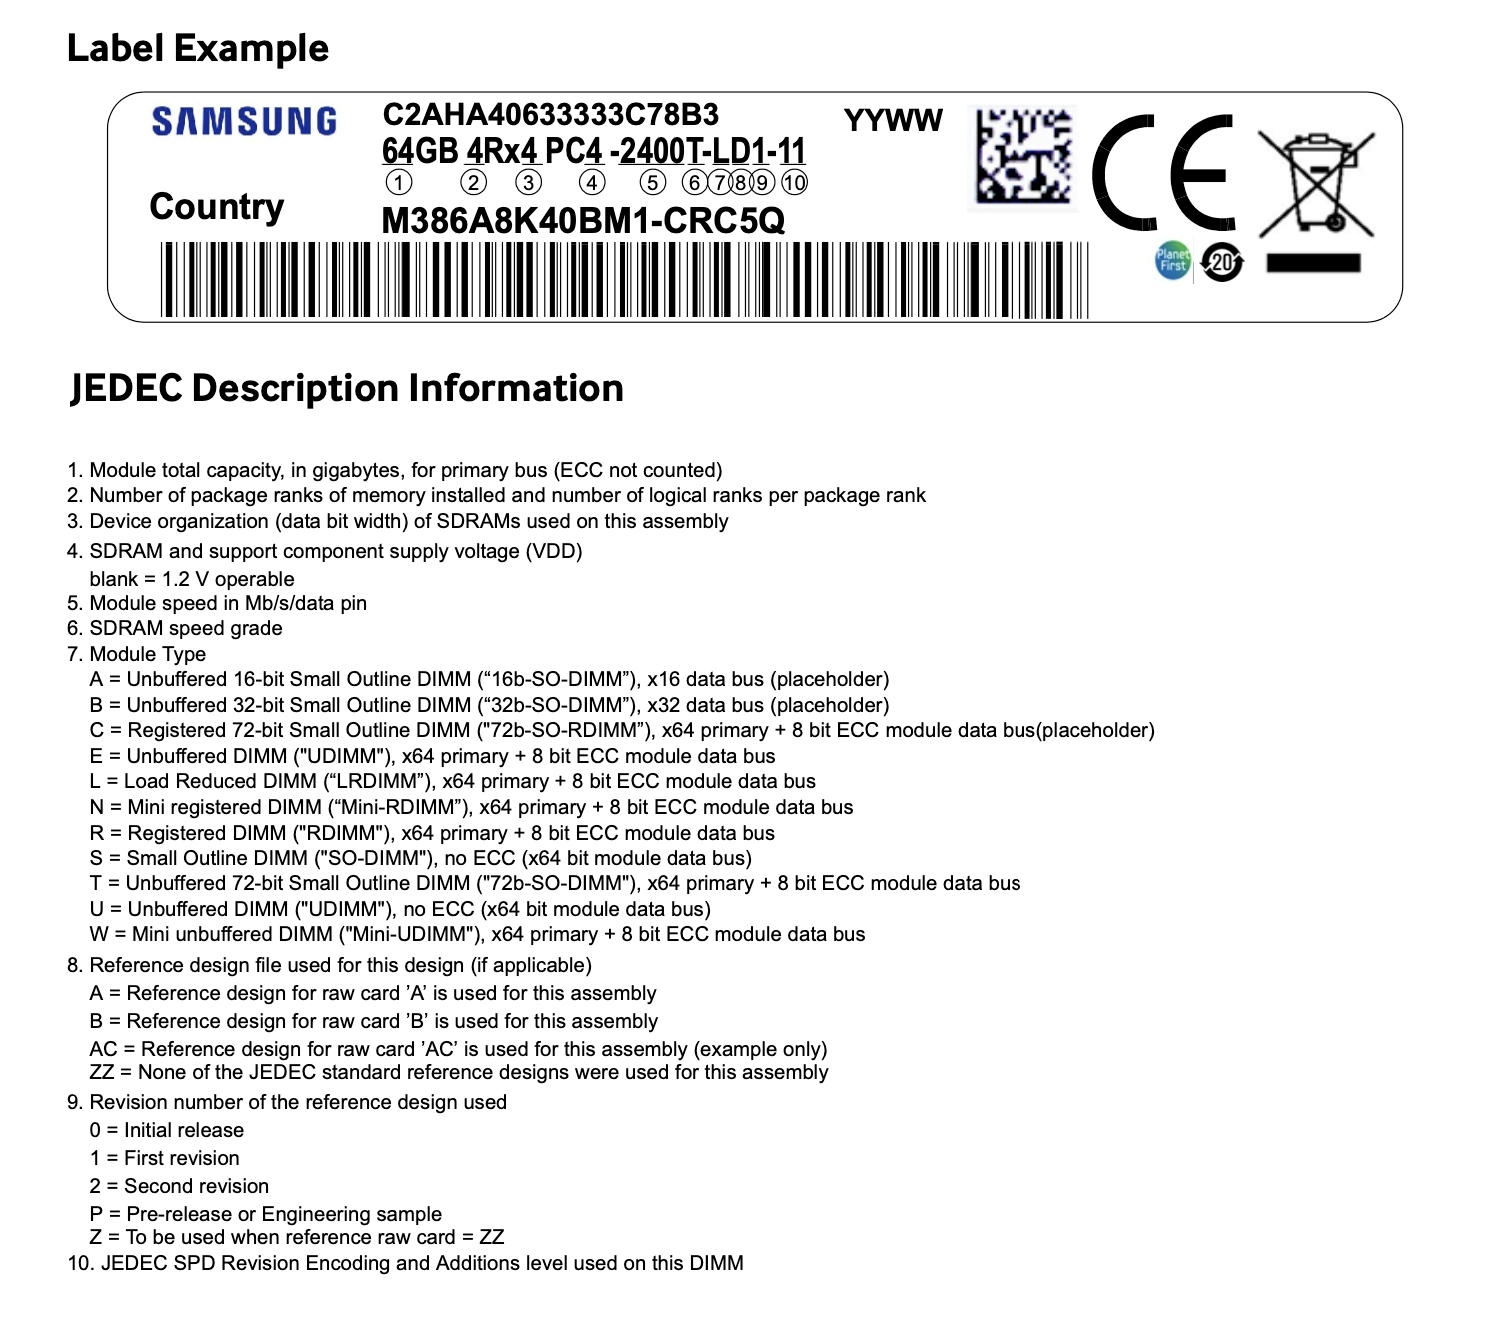 Label Example
SAMSUNG
C2AHA40633333C78B3
YYWW
64GB 4Rx4 PC4 -2400T-LD1-11
① ② ③ ④ ⑤ ⑥ ⑦ ⑧ ⑨ ⑩
Country
M386A8K40BM1-CRC5Q
CE
Planet
First
20
JEDEC Description Information
1. Module total capacity, in gigabytes, for primary bus (ECC not counted)
2. Number of package ranks of memory installed and number of logical ranks per package rank
3. Device organization (data bit width) of SDRAMs used on this assembly
4. SDRAM and support component supply voltage (VDD)
blank = 1.2 V operable
5. Module speed in Mb/s/data pin
6. SDRAM speed grade
7. Module Type
A = Unbuffered 16-bit Small Outline DIMM (“16b-SO-DIMM”), x16 data bus (placeholder)
B = Unbuffered 32-bit Small Outline DIMM (“32b-SO-DIMM”), x32 data bus (placeholder)
C = Registered 72-bit Small Outline DIMM ("72b-SO-RDIMM”), x64 primary + 8 bit ECC module data bus(placeholder)
E = Unbuffered DIMM ("UDIMM"), x64 primary + 8 bit ECC module data bus
L = Load Reduced DIMM (“LRDIMM”), x64 primary + 8 bit ECC module data bus
N = Mini registered DIMM (“Mini-RDIMM”), x64 primary + 8 bit ECC module data bus
R = Registered DIMM ("RDIMM"), x64 primary + 8 bit ECC module data bus
S = Small Outline DIMM ("SO-DIMM"), no ECC (x64 bit module data bus)
T = Unbuffered 72-bit Small Outline DIMM ("72b-SO-DIMM"), x64 primary + 8 bit ECC module data bus
U = Unbuffered DIMM ("UDIMM"), no ECC (x64 bit module data bus)
W = Mini unbuffered DIMM ("Mini-UDIMM"), x64 primary + 8 bit ECC module data bus
8. Reference design file used for this design (if applicable)
A = Reference design for raw card ’A’ is used for this assembly
B = Reference design for raw card ’B’ is used for this assembly
AC = Reference design for raw card ’AC’ is used for this assembly (example only)
ZZ = None of the JEDEC standard reference designs were used for this assembly
9. Revision number of the reference design used
0 = Initial release
1 = First revision
2 = Second revision
P = Pre-release or Engineering sample
Z = To be used when reference raw card = ZZ
10. JEDEC SPD Revision Encoding and Additions level used on this DIMM